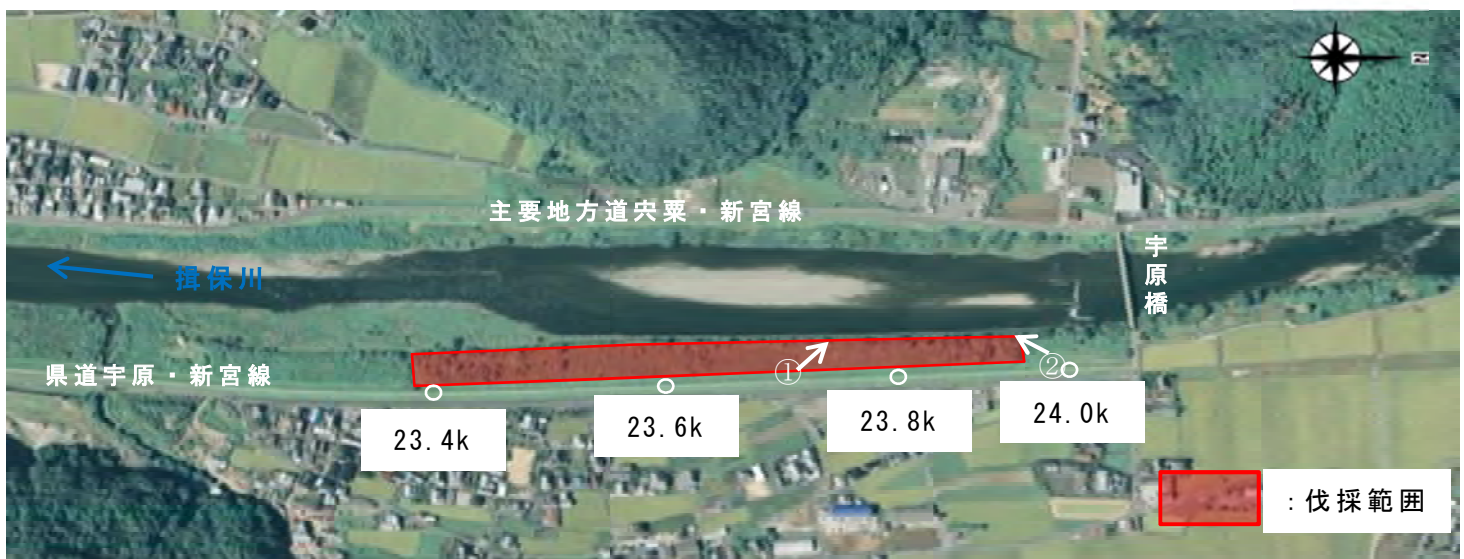 N
主要地方道宍粟・新宮線
宇原橋
揖保川
県道宇原・新宮線
①
②
23.4k
23.6k
23.8k
24.0k
：伐採範囲